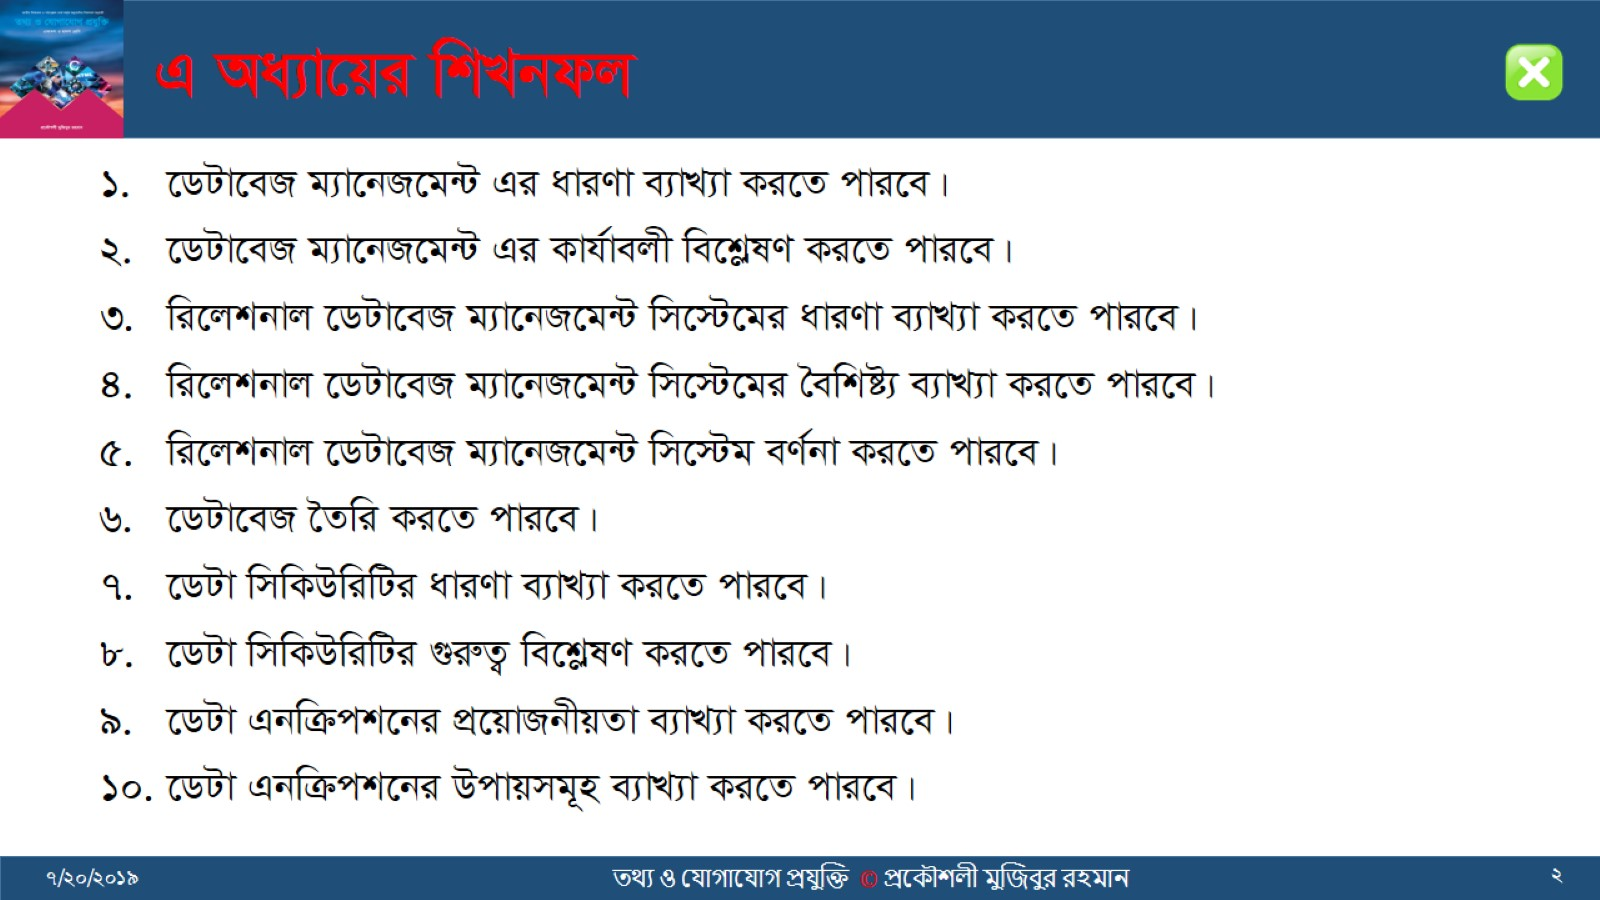 তথ্য ও যোগাযোগ প্রযুক্তি
এ অধ্যায়ের শিখনফল
১. ডেটাবেজ ম্যানেজমেন্ট এর ধারণা ব্যাখ্যা করতে পারবে।
২. ডেটাবেজ ম্যানেজমেন্ট এর কার্যাবলী বিশ্লেষণ করতে পারবে।
৩. রিলেশনাল ডেটাবেজ ম্যানেজমেন্ট সিস্টেমের ধারণা ব্যাখ্যা করতে পারবে।
৪. রিলেশনাল ডেটাবেজ ম্যানেজমেন্ট সিস্টেমের বৈশিষ্ট্য ব্যাখ্যা করতে পারবে।
৫. রিলেশনাল ডেটাবেজ ম্যানেজমেন্ট সিস্টেম বর্ণনা করতে পারবে।
৬. ডেটাবেজ তৈরি করতে পারবে।
৭. ডেটা সিকিউরিটির ধারণা ব্যাখ্যা করতে পারবে।
৮. ডেটা সিকিউরিটির গুরুত্ব বিশ্লেষণ করতে পারবে।
৯. ডেটা এনক্রিপশনের প্রয়োজনীয়তা ব্যাখ্যা করতে পারবে।
১০. ডেটা এনক্রিপশনের উপায়সমূহ ব্যাখ্যা করতে পারবে।
৭/২০/২০১৯ তথ্য ও যোগাযোগ প্রযুক্তি © প্রকৌশলী মুজিবুর রহমান ২